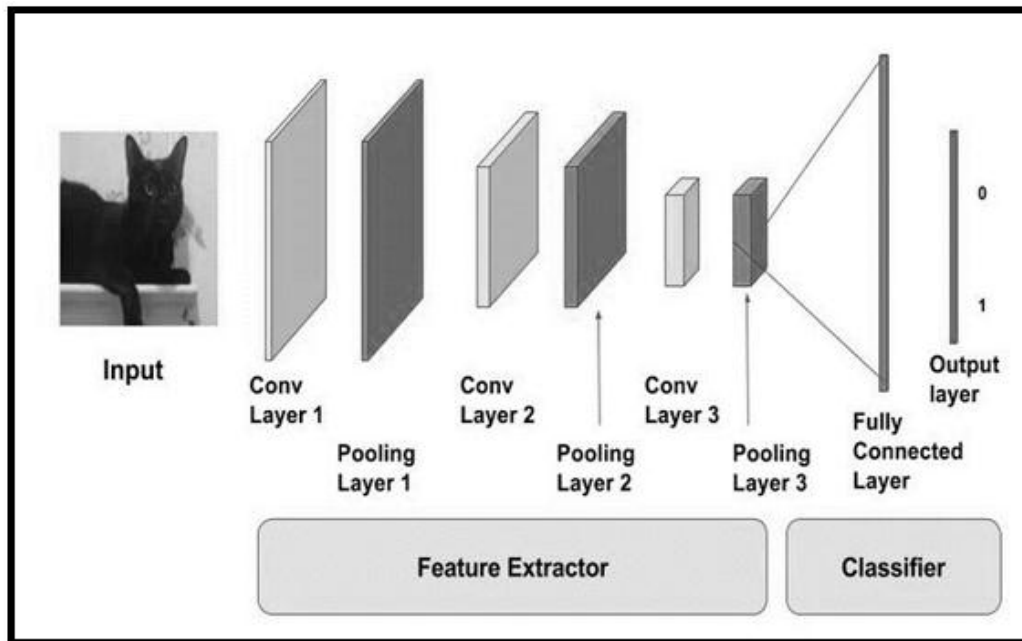 Input
Conv
Layer 1
Pooling
Layer 1
Conv
Layer 2
Pooling
Layer 2
Conv
Layer 3
Pooling
Layer 3
Fully
Connected
Layer
0
1
Output
layer
Feature Extractor
Classifier